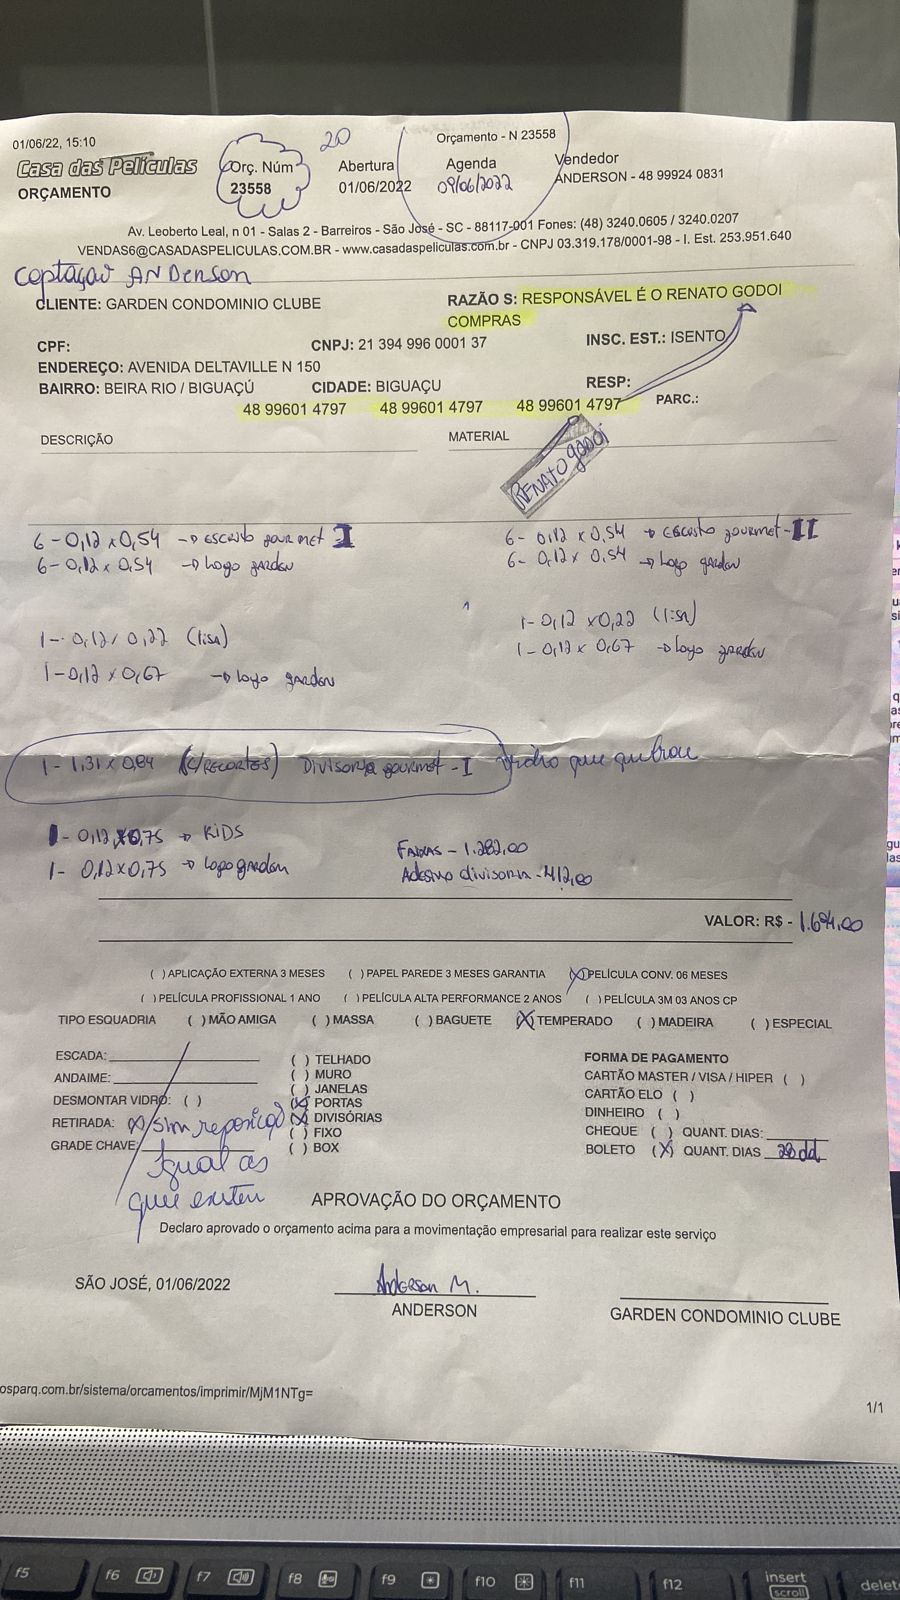 01/06/22, 15:10
Orçamento - N 23558
20
Casa das Películas
ORÇAMENTO
Orç. Núm
23558
Abertura
01/06/2022
Agenda
09/06/2022
Vendedor
ANDERSON - 48 99924 0831
Av. Leoberto Leal, n 01 - Salas 2 - Barreiros - São José - SC - 88117-001 Fones: (48) 3240.0605 / 3240.0207
VENDAS6@CASADASPELICULAS.COM.BR - www.casadaspeliculas.com.br - CNPJ 03.319.178/0001-98 - I. Est. 253.951.640
Coptação ANDerson
CLIENTE: GARDEN CONDOMINIO CLUBE
RAZÃO S: RESPONSÁVEL É O RENATO GODOI
COMPRAS
CPF:
CNPJ: 21 394 996 0001 37
INSC. EST.: ISENTO
ENDEREÇO: AVENIDA DELTAVILLE N 150
BAIRRO: BEIRA RIO / BIGUAÇÚ
CIDADE: BIGUAÇU
RESP:
48 99601 4797 48 99601 4797 48 99601 4797
PARC.:
DESCRIÇÃO
MATERIAL
RENATO godoi
6 - 0,12 x 0,54 → escrito gourmet I
6 - 0,12 x 0,54 → Logo garden
6 - 0,12 x 0,54 → escrito gourmet - II
6 - 0,12 x 0,54 → Logo garden
1 - 0,12 x 0,22 (lisa)
1 - 0,12 x 0,67 → logo garden
1 - 0,12 x 0,22 (lisa)
1 - 0,12 x 0,67 → logo garden
1 - 1,31 x 0,84 (C/RECORTES) Divisoria gourmet - I vidro que quebrou
1 - 0,12 x 0,75 → KIDS
1 - 0,12 x 0,75 → logo garden
FAIXAS - 1.282,00
Adesivo divisoria - 412,00
VALOR: R$ - 1.694,00
( ) APLICAÇÃO EXTERNA 3 MESES ( ) PAPEL PAREDE 3 MESES GARANTIA (X) PELÍCULA CONV. 06 MESES
( ) PELÍCULA PROFISSIONAL 1 ANO ( ) PELÍCULA ALTA PERFORMANCE 2 ANOS ( ) PELÍCULA 3M 03 ANOS CP
TIPO ESQUADRIA ( ) MÃO AMIGA ( ) MASSA ( ) BAGUETE (X) TEMPERADO ( ) MADEIRA ( ) ESPECIAL
ESCADA:
ANDAIME:
DESMONTAR VIDRO: ( )
RETIRADA: (X) sim reposição
GRADE CHAVE:
Igual as
que existen
( ) TELHADO
( ) MURO
( ) JANELAS
(X) PORTAS
(X) DIVISÓRIAS
( ) FIXO
( ) BOX
FORMA DE PAGAMENTO
CARTÃO MASTER / VISA / HIPER ( )
CARTÃO ELO ( )
DINHEIRO ( )
CHEQUE ( ) QUANT. DIAS:
BOLETO (X) QUANT. DIAS 28 dd
APROVAÇÃO DO ORÇAMENTO
Declaro aprovado o orçamento acima para a movimentação empresarial para realizar este serviço
SÃO JOSÉ, 01/06/2022
Anderson M.
ANDERSON
GARDEN CONDOMINIO CLUBE
osparq.com.br/sistema/orcamentos/imprimir/MjM1NTg=
1/1
f5 f6 f7 f8 f9 f10 f11 f12 insert
scroll
delet